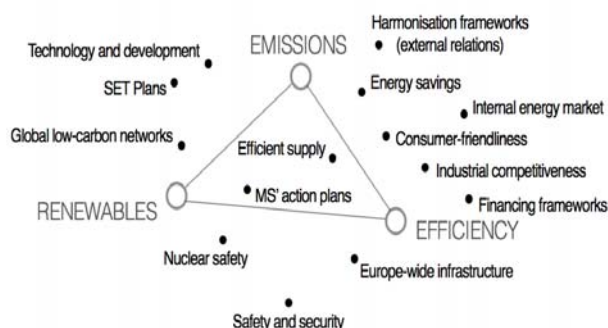 Harmonisation frameworks
(external relations)
EMISSIONS
Technology and development
SET Plans
Energy savings
Internal energy market
Global low-carbon networks
Efficient supply
Consumer-friendliness
Industrial competitiveness
MS' action plans
RENEWABLES
Financing frameworks
EFFICIENCY
Nuclear safety
Europe-wide infrastructure
Safety and security